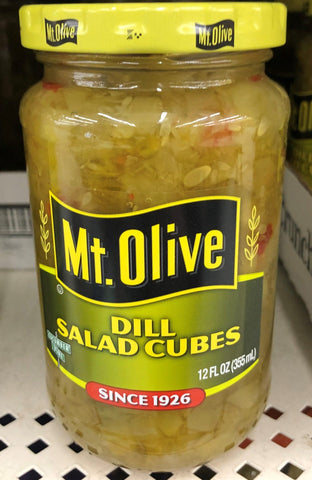 Mt. Olive
Mt. Olive
Mt. Olive
®
DILL
SALAD CUBES
12 FL OZ (355 mL)
SINCE 1926